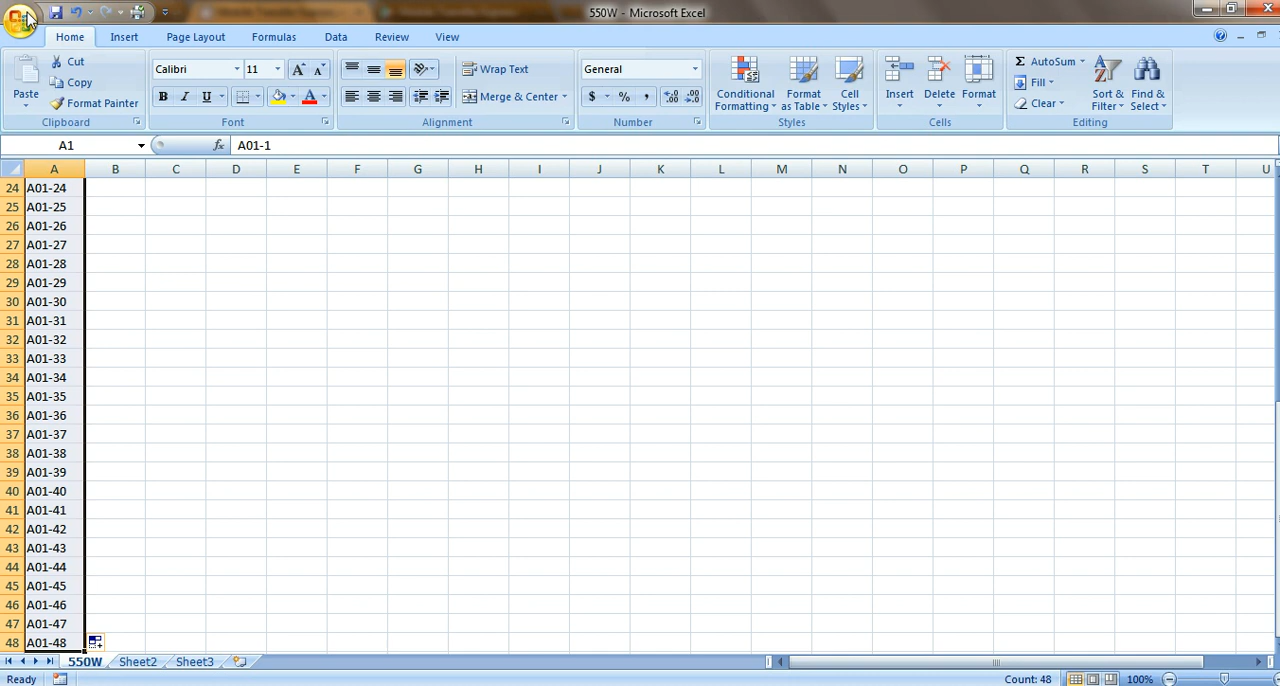 550W - Microsoft Excel
Home Insert Page Layout Formulas Data Review View
Paste
Cut
Copy
Format Painter
Clipboard
Calibri 11
B I U A
Font
Wrap Text
Merge & Center
Alignment
General
$ % ,
Number
Conditional Formatting
Format as Table
Cell Styles
Styles
Insert Delete Format
Cells
Σ AutoSum
Fill
Clear
Sort & Filter
Find & Select
Editing
A1 fx A01-1
A B C D E F G H I J K L M N O P Q R S T U
24 A01-24
25 A01-25
26 A01-26
27 A01-27
28 A01-28
29 A01-29
30 A01-30
31 A01-31
32 A01-32
33 A01-33
34 A01-34
35 A01-35
36 A01-36
37 A01-37
38 A01-38
39 A01-39
40 A01-40
41 A01-41
42 A01-42
43 A01-43
44 A01-44
45 A01-45
46 A01-46
47 A01-47
48 A01-48
550W Sheet2 Sheet3
Ready Count: 48 100%